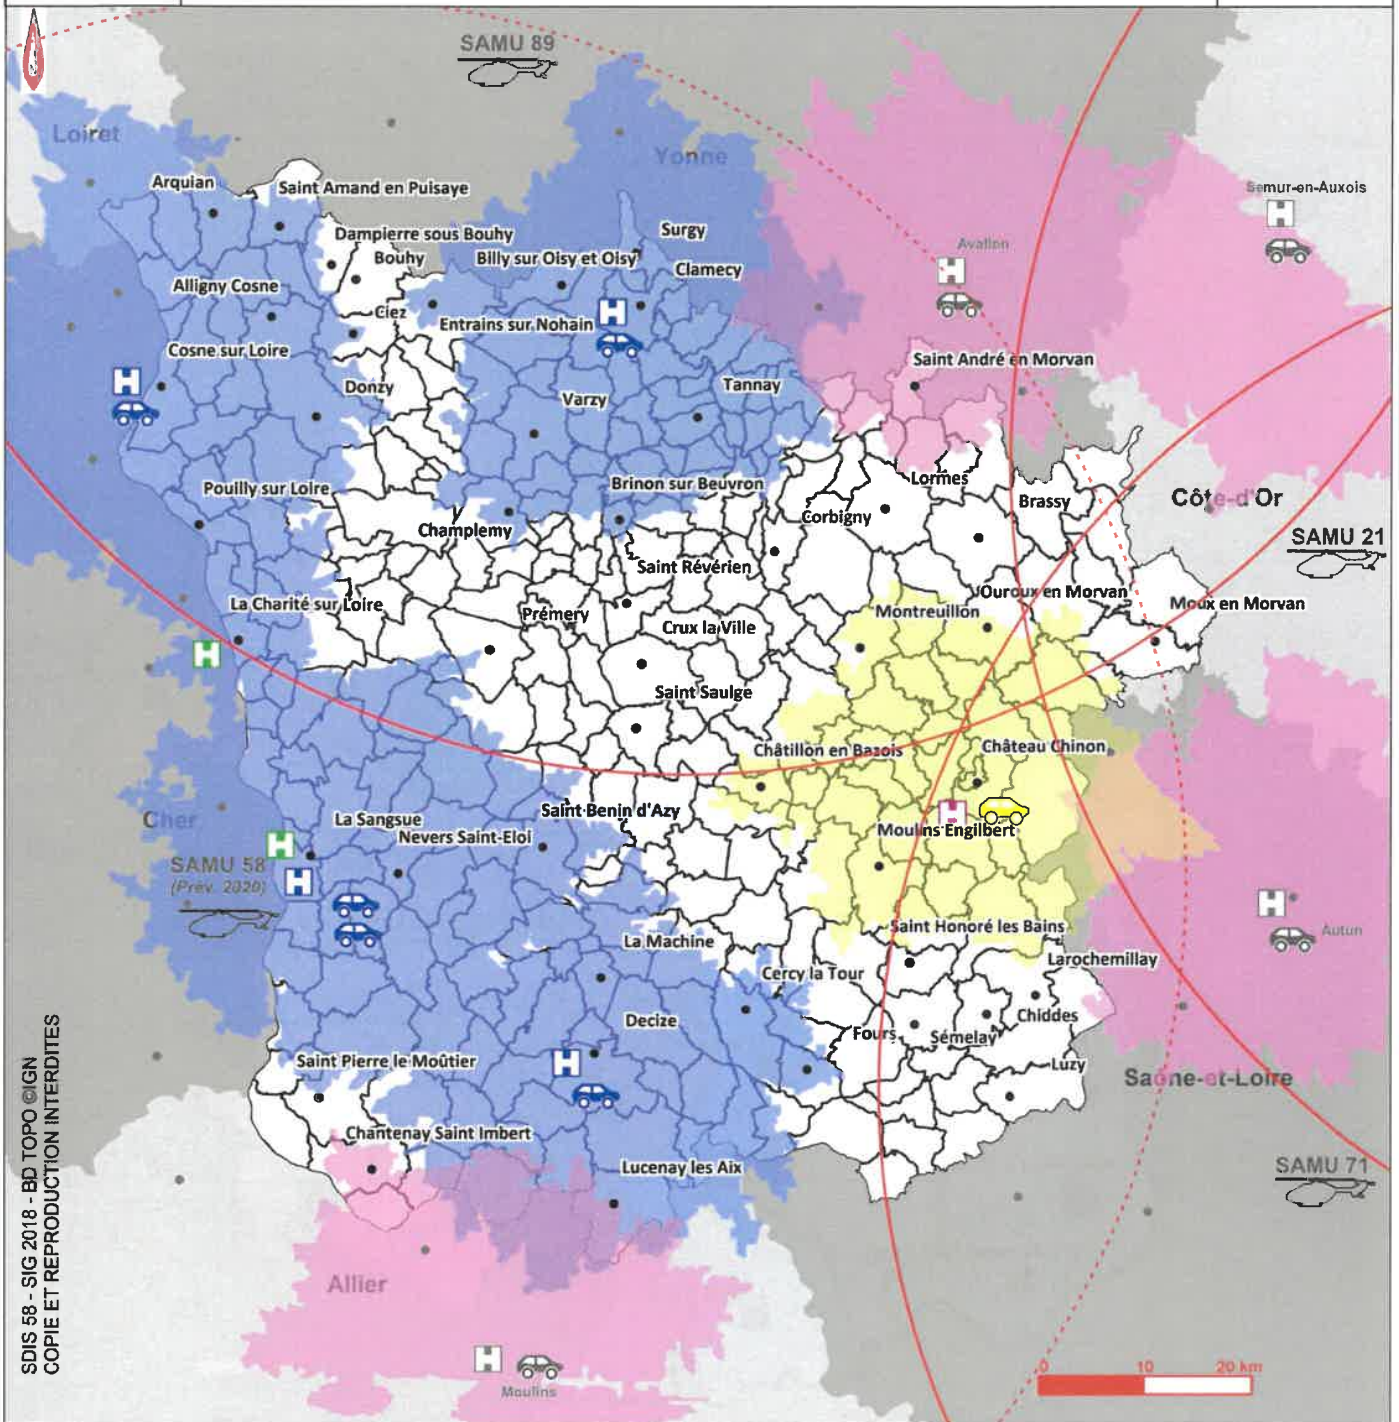 SAMU 89
Loiret
Yonne
Arquian
Saint Amand en Puisaye
Semur-en-Auxois
H
Dampierre sous Bouhy
Surgy
Bouhy
Billy sur Oisy et Oisy
Clamecy
Avallon
H
Alligny Cosne
Ciez
Entrains sur Nohain
H
Cosne sur Loire
Saint André en Morvan
H
Donzy
Varzy
Tannay
Pouilly sur Loire
Brinon sur Beuvron
Lormes
Brassy
Côte-d'Or
Champlemy
Corbigny
SAMU 21
Saint Révérien
La Charité sur Loire
Prémery
Crux la Ville
Montreuillon
Ouroux en Morvan
Moux en Morvan
H
Saint Saulge
Châtillon en Bazois
Château Chinon
Saint Benin d'Azy
H
Cher
La Sangsue
Nevers Saint-Eloi
Moulins Engilbert
H
SAMU 58
(Prév. 2020)
H
H
Autun
La Machine
Saint Honoré les Bains
Larochemillay
Cercy la Tour
Decize
Fours
Sémelay
Chiddes
Saint Pierre le Moûtier
H
Luzy
Saône-et-Loire
Chantenay Saint Imbert
Lucenay les Aix
SAMU 71
Allier
H
Moulins
0 10 20 km
SDIS 58 - SIG 2018 - BD TOPO ©IGN
COPIE ET REPRODUCTION INTERDITES